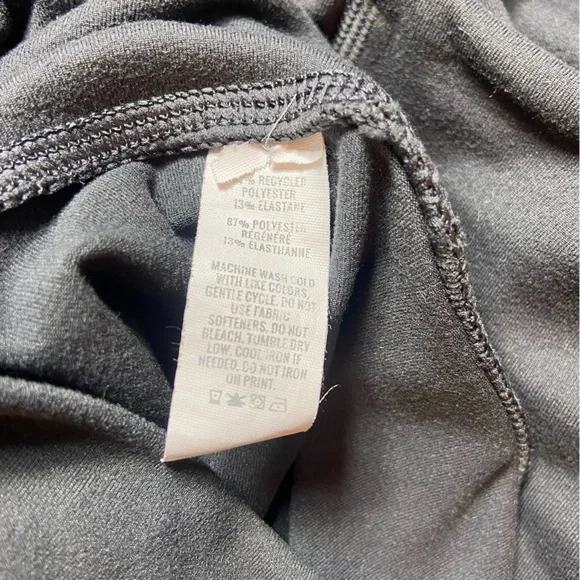 % RECYCLED
POLYESTER
13% ELASTANE
87% POLYESTER
RÉGÉNÉRÉ
13% ÉLASTHANNE
MACHINE WASH COLD
WITH LIKE COLORS,
GENTLE CYCLE. DO NOT
USE FABRIC
SOFTENERS. DO NOT
BLEACH, TUMBLE DRY
LOW. COOL IRON IF
NEEDED, DO NOT IRON
ON PRINT.